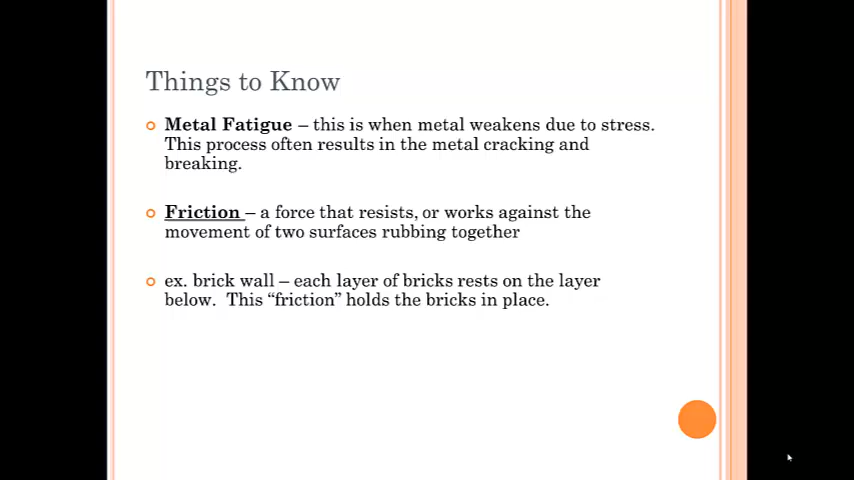 Things to Know
Metal Fatigue – this is when metal weakens due to stress.
This process often results in the metal cracking and
breaking.
Friction – a force that resists, or works against the
movement of two surfaces rubbing together
ex. brick wall – each layer of bricks rests on the layer
below.  This “friction” holds the bricks in place.